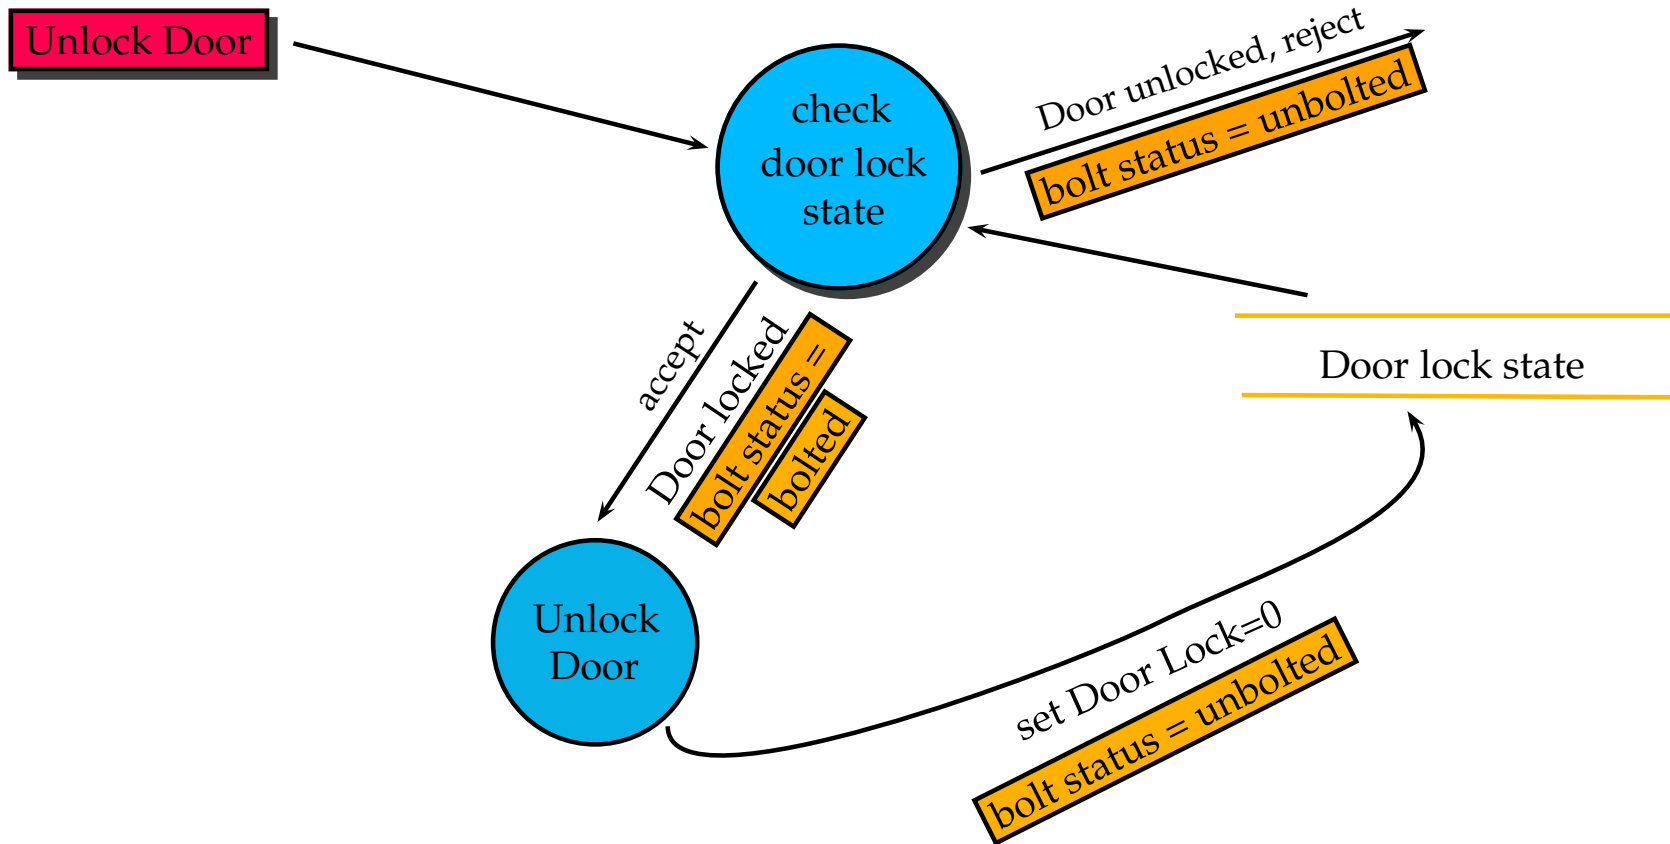 Unlock Door
check
door lock
state
Door unlocked, reject
bolt status = unbolted
accept
Door locked
bolt status =
bolted
Door lock state
Unlock
Door
set Door Lock=0
bolt status = unbolted